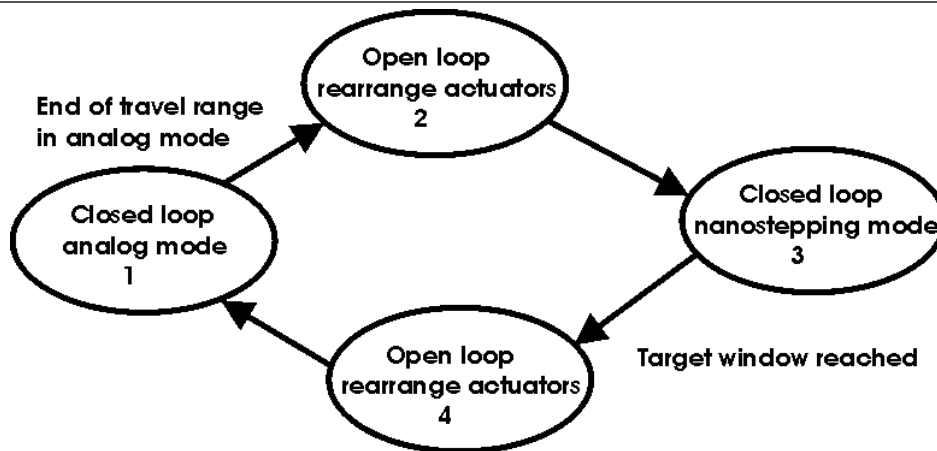 Open loop
rearrange actuators
2
End of travel range
in analog mode
Closed loop
analog mode
1
Closed loop
nanostepping mode
3
Open loop
rearrange actuators
4
Target window reached